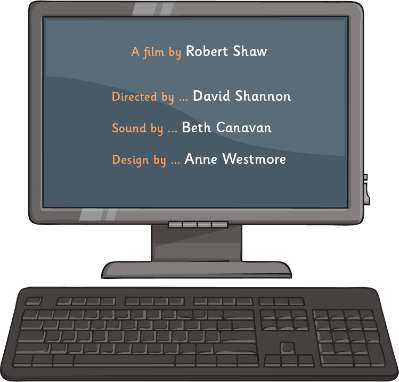 A film by Robert Shaw
Directed by ... David Shannon
Sound by ... Beth Canavan
Design by ... Anne Westmore